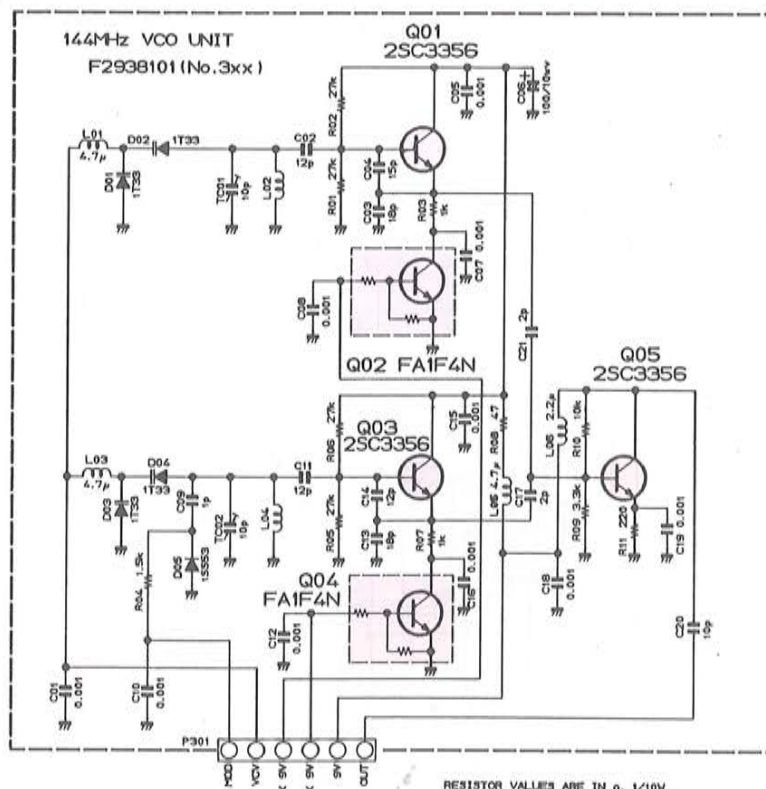 144MHz VCO UNIT
F2938101(No.3xx)
Q01
2SC3356
L01
4.7μ
D02
1T33
D01
1T33
TC01
10p
L02
C02
12p
R02
27k
R01
27k
C04
15p
C03
18p
R03
1k
C05
0.001
C06
100/10wv
C07
0.001
C08
0.001
Q02 FA1F4N
C21
2p
Q05
2SC3356
L03
4.7μ
D04
1T33
D03
1T33
C09
1p
D05
1SS53
R04 1.5k
TC02
10p
L04
C11
12p
R06
27k
R05
27k
Q03
2SC3356
C14
12p
C13
18p
R07
1k
C15
0.001
R08 47
L05 4.7μ
C17
2p
L06 2.2μ
R10 10k
R09 3.3k
R11 220
C19 0.001
C18
0.001
C20
10p
Q04
FA1F4N
C12
0.001
C16
0.001
C01
0.001
C10
0.001
P301
MOD
VCV
X 9V
X 9V
9V
OUT
RESISTOR VALUES ARE IN
1/10W